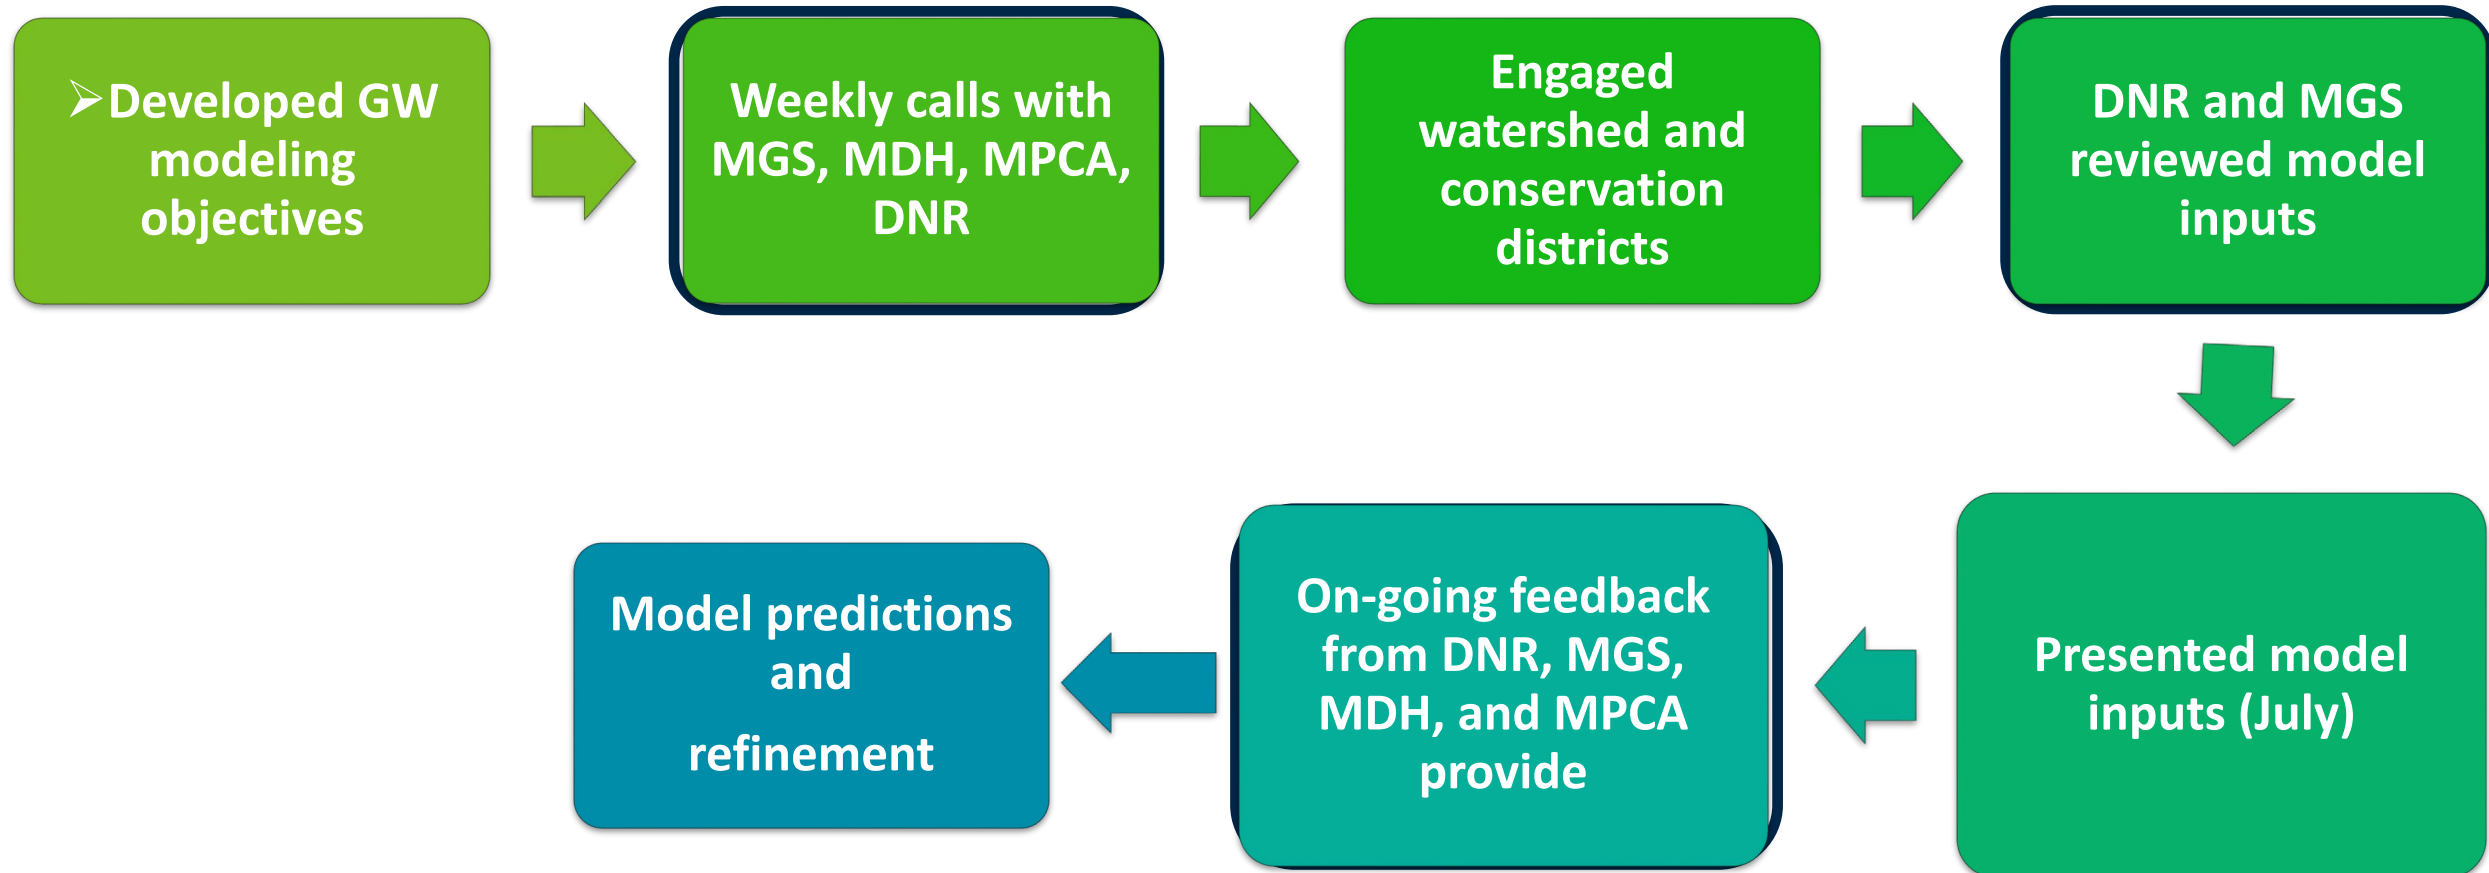 ➢Developed GW
modeling
objectives
Weekly calls with
MGS, MDH, MPCA,
DNR
Engaged
watershed and
conservation
districts
DNR and MGS
reviewed model
inputs
Presented model
inputs (July)
On-going feedback
from DNR, MGS,
MDH, and MPCA
provide
Model predictions
and
refinement